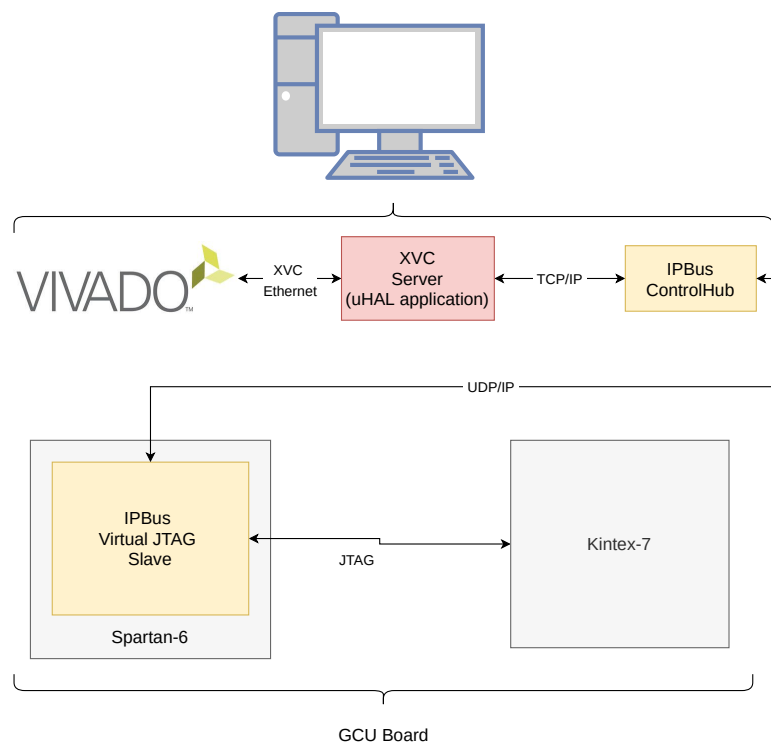 VIVADO™
XVC
Ethernet
XVC
Server
(uHAL application)
TCP/IP
IPBus
ControlHub
UDP/IP
IPBus
Virtual JTAG
Slave
Spartan-6
JTAG
Kintex-7
GCU Board